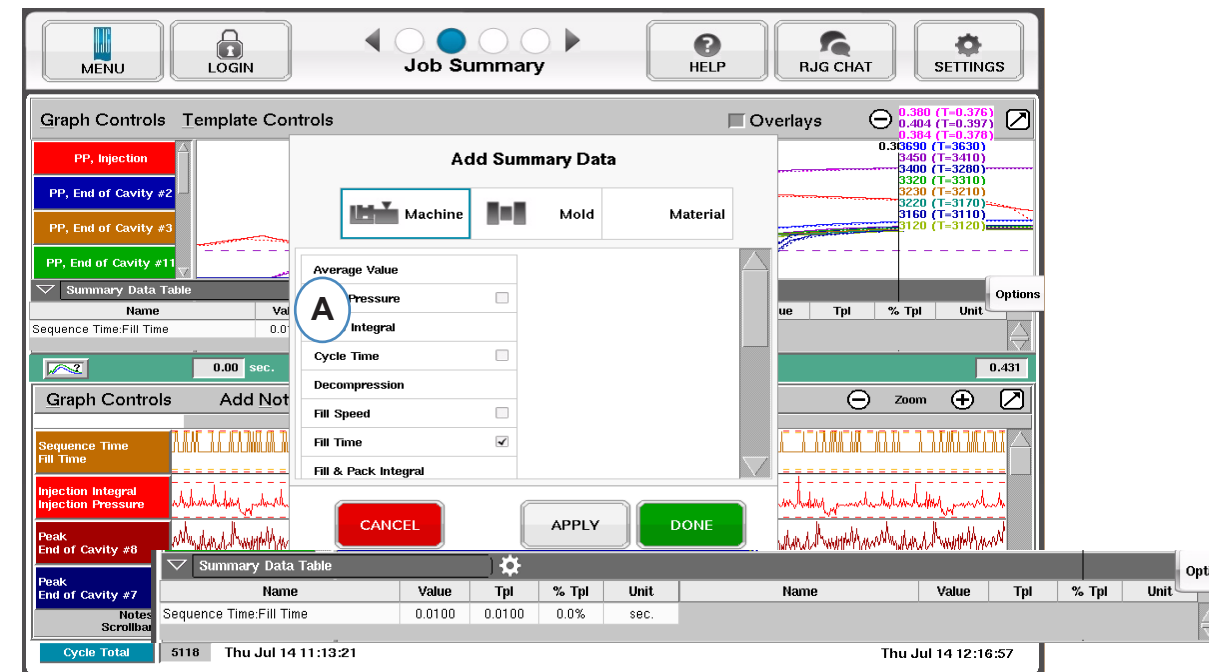 MENU
LOGIN
Job Summary
HELP
RJG CHAT
SETTINGS
Graph Controls Template Controls
Overlays
0.380 (T=0.376)
0.404 (T=0.397)
0.384 (T=0.378)
3690 (T=3630)
3450 (T=3410)
3400 (T=3280)
3320 (T=3310)
3230 (T=3210)
3220 (T=3170)
3160 (T=3110)
3120 (T=3120)
PP, Injection
PP, End of Cavity #2
PP, End of Cavity #3
PP, End of Cavity #11
Add Summary Data
Machine
Mold
Material
Average Value
Pressure
Integral
A
Cycle Time
Decompression
Fill Speed
Fill Time
Fill & Pack Integral
CANCEL
APPLY
DONE
Summary Data Table
Options
Name
Tpl
% Tpl
Unit
Sequence Time:Fill Time
0.00 sec.
0.431
Graph Controls
Zoom
Sequence Time
Fill Time
Injection Integral
Injection Pressure
Peak
End of Cavity #8
Peak
End of Cavity #7
Notes
Summary Data Table
Name Value Tpl % Tpl Unit Name Value Tpl % Tpl Unit
Sequence Time:Fill Time 0.0100 0.0100 0.0% sec.
Cycle Total 5118 Thu Jul 14 11:13:21
Thu Jul 14 12:16:57